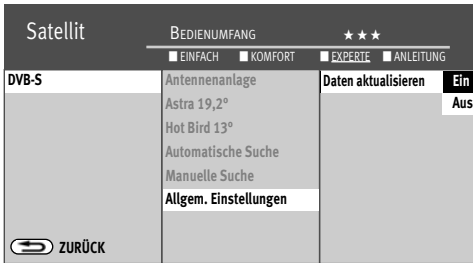 Satellit
BEDIENUMFANG ★★★
EINFACH KOMFORT EXPERTE ANLEITUNG
DVB-S Antennenanlage Daten aktualisieren Ein
Astra 19,2° Aus
Hot Bird 13°
Automatische Suche
Manuelle Suche
Allgem. Einstellungen
ZURÜCK